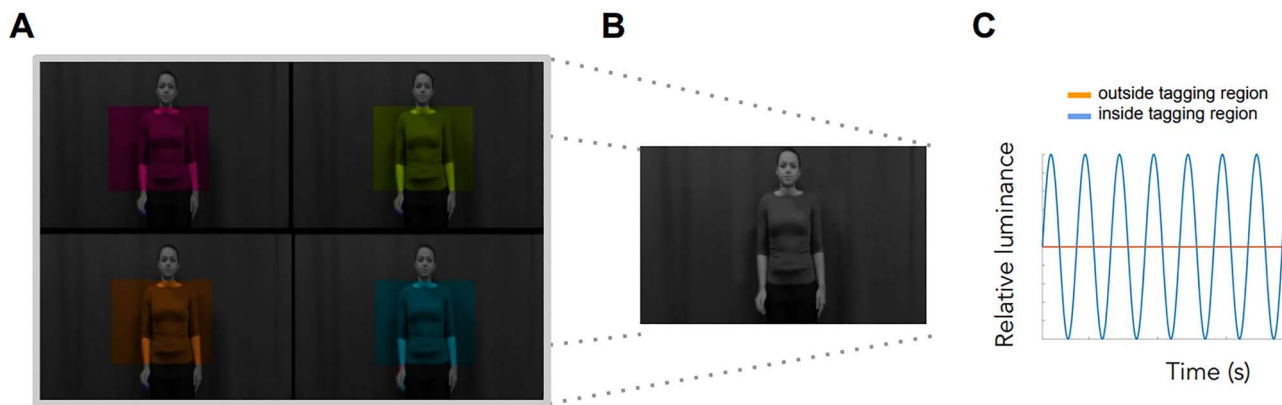 A
B
C
outside tagging region
inside tagging region
Relative luminance
Time (s)